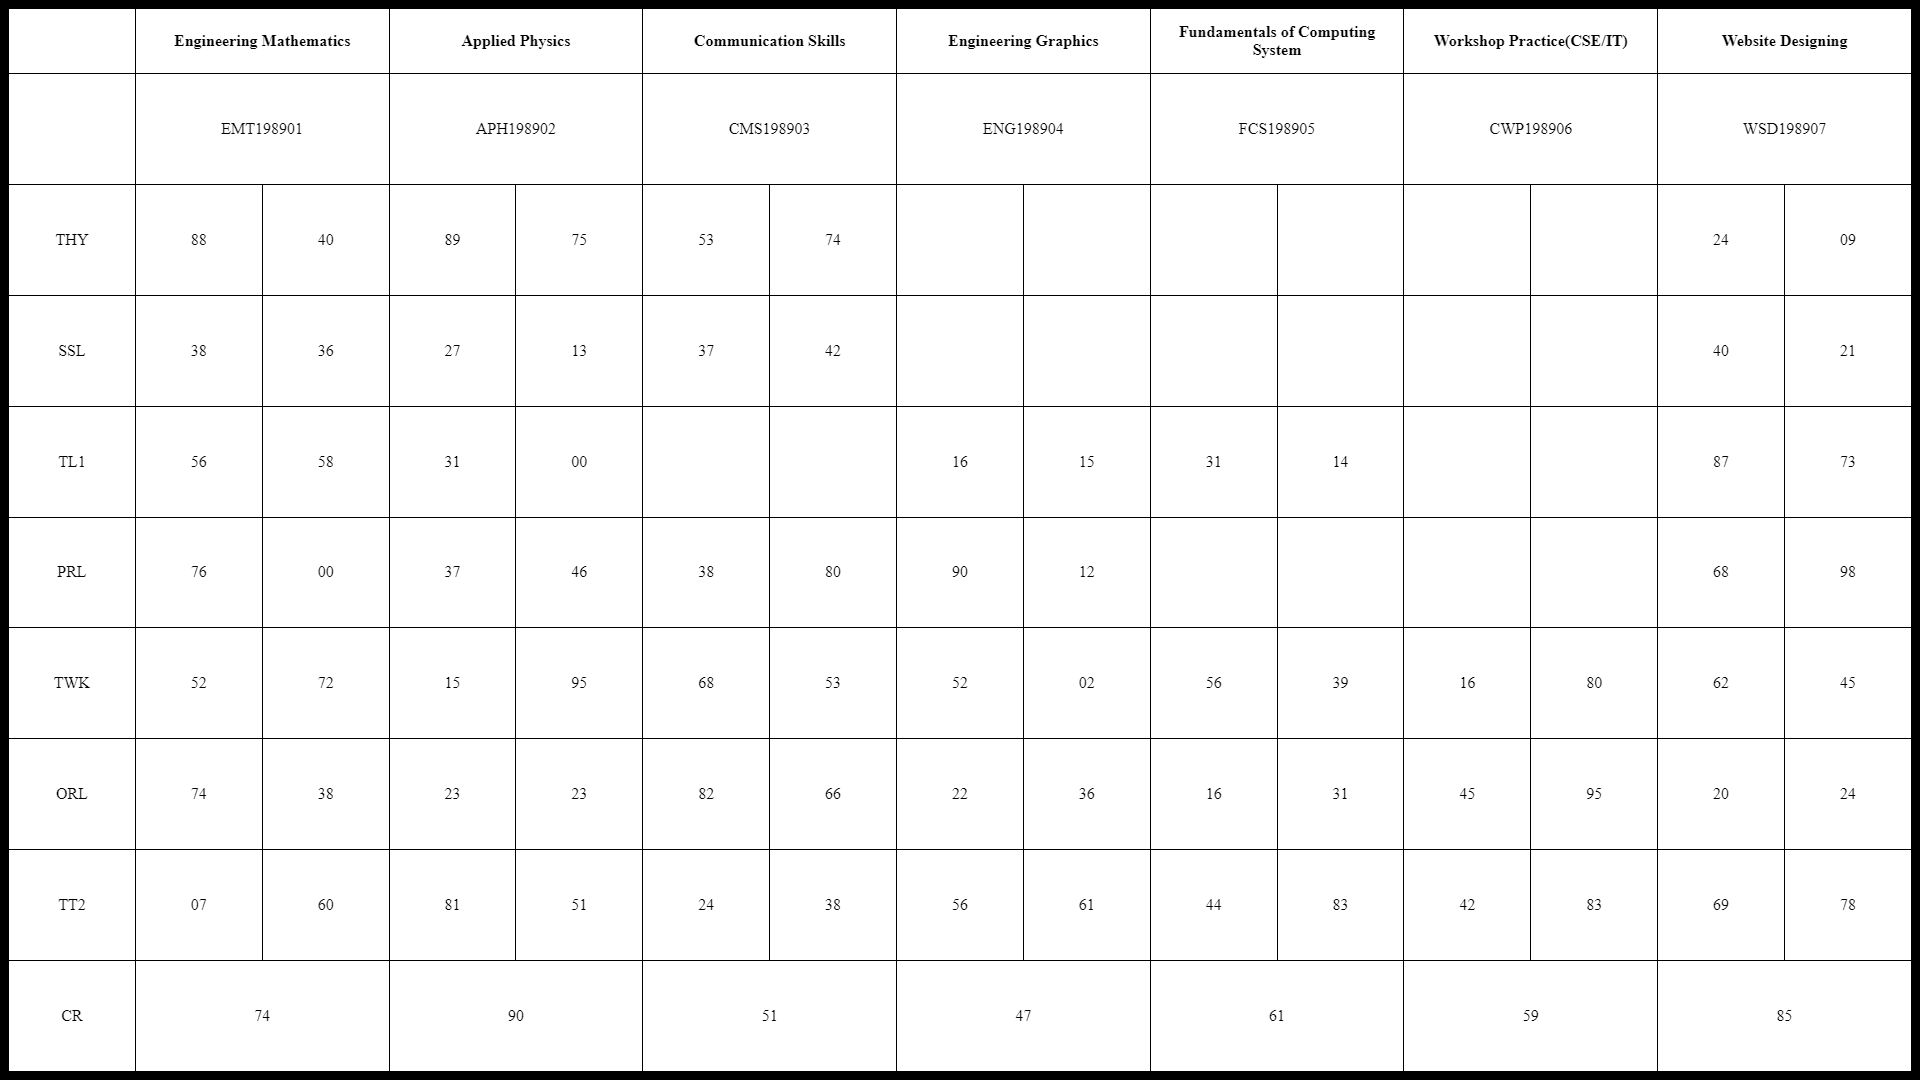 Engineering Mathematics Applied Physics Communication Skills Engineering Graphics Fundamentals of Computing System Workshop Practice(CSE/IT) Website Designing
EMT198901 APH198902 CMS198903 ENG198904 FCS198905 CWP198906 WSD198907
THY 88 40 89 75 53 74 24 09
SSL 38 36 27 13 37 42 40 21
TL1 56 58 31 00 16 15 31 14 87 73
PRL 76 00 37 46 38 80 90 12 68 98
TWK 52 72 15 95 68 53 52 02 56 39 16 80 62 45
ORL 74 38 23 23 82 66 22 36 16 31 45 95 20 24
TT2 07 60 81 51 24 38 56 61 44 83 42 83 69 78
CR 74 90 51 47 61 59 85